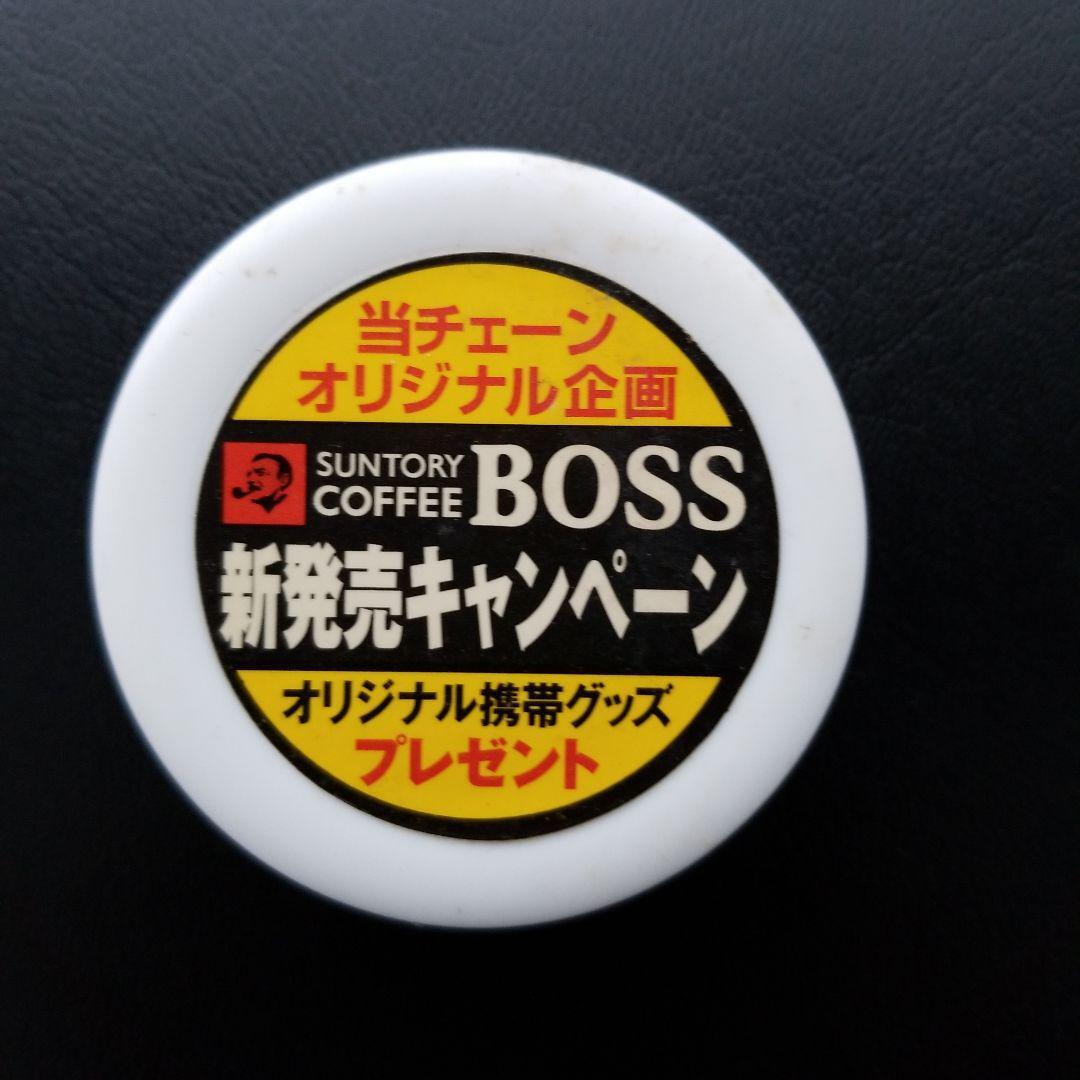 当チェーン
オリジナル企画
SUNTORY
COFFEE BOSS
新発売キャンペーン
オリジナル携帯グッズ
プレゼント